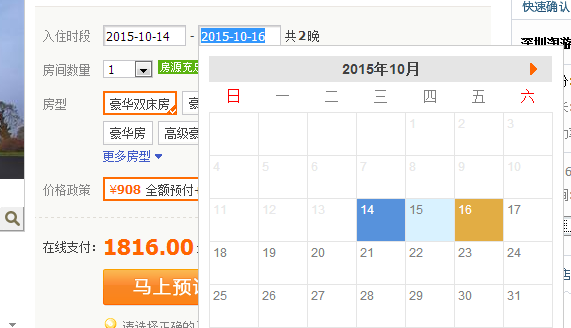 快速确认
入住时段 2015-10-14 - 2015-10-16 共2晚
房间数量 1 房源充
2015年10月
日 一 二 三 四 五 六
房型 豪华双床房
豪华房 高级豪
更多房型
1 2 3
4 5 6 7 8 9 10
价格政策 ¥908 全额预付
11 12 13 14 15 16 17
在线支付: 1816.00
18 19 20 21 22 23 24
马上预
25 26 27 28 29 30 31
请选择正确的